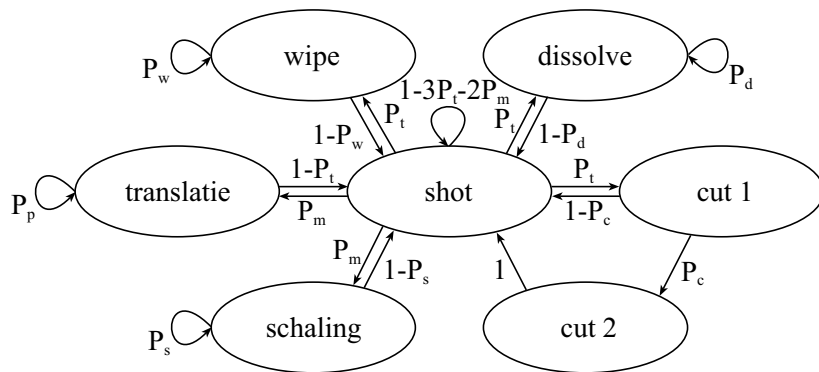 wipe
dissolve
P_w
P_d
1-3P_t-2P_m
P_t
P_t
1-P_w
1-P_d
1-P_t
P_t
translatie
shot
cut 1
P_p
P_m
1-P_c
P_m
1-P_s
1
P_c
schaling
cut 2
P_s